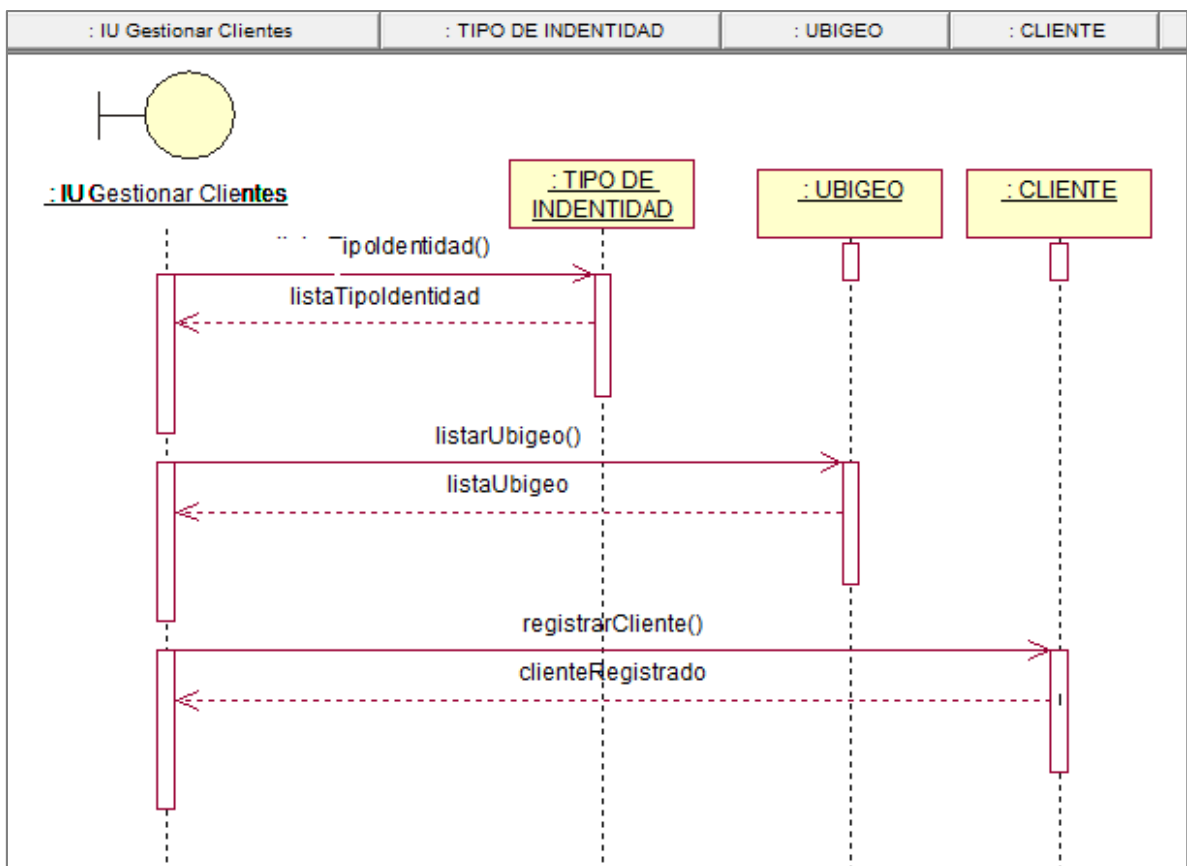 : IU Gestionar Clientes
: TIPO DE INDENTIDAD
: UBIGEO
: CLIENTE
: IU Gestionar Clientes
: TIPO DE
INDENTIDAD
: UBIGEO
: CLIENTE
TipoIdentidad()
listaTipoIdentidad
listarUbigeo()
listaUbigeo
registrarCliente()
clienteRegistrado